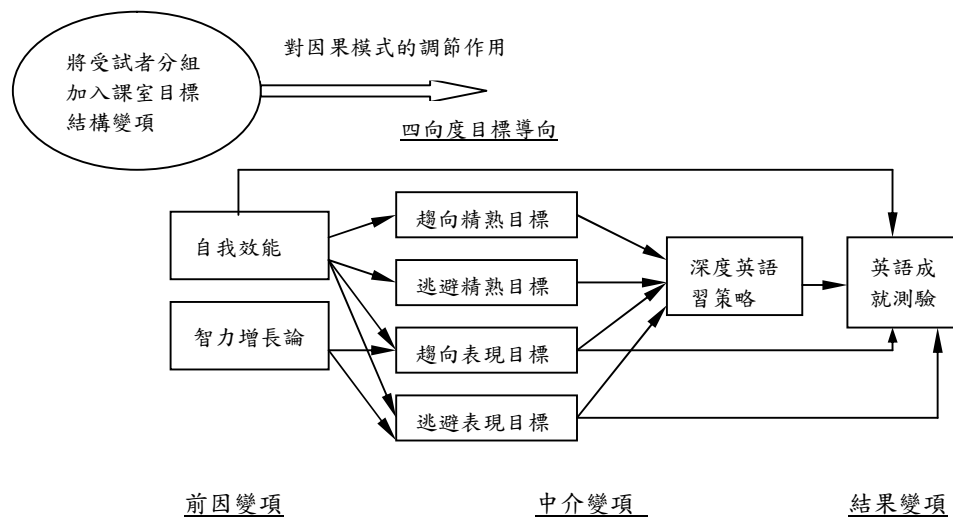 將受試者分組
加入課室目標
結構變項
對因果模式的調節作用
四向度目標導向
自我效能
智力增長論
趨向精熟目標
逃避精熟目標
趨向表現目標
逃避表現目標
深度英語
習策略
英語成
就測驗
前因變項
中介變項
結果變項